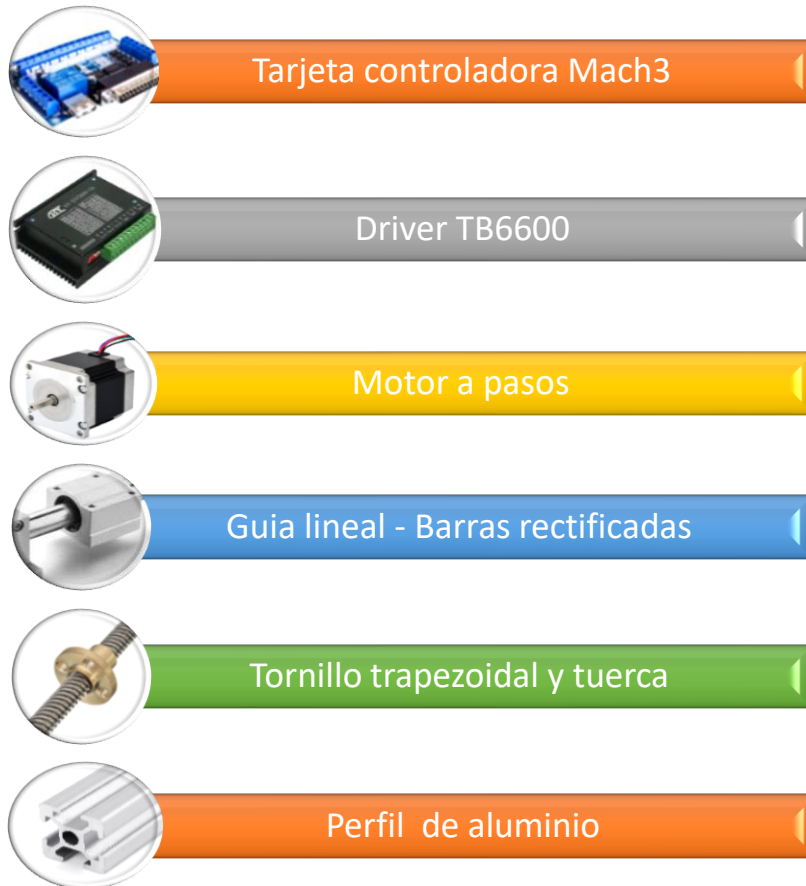 Tarjeta controladora Mach3
Driver TB6600
Motor a pasos
Guia lineal - Barras rectificadas
Tornillo trapezoidal y tuerca
Perfil de aluminio